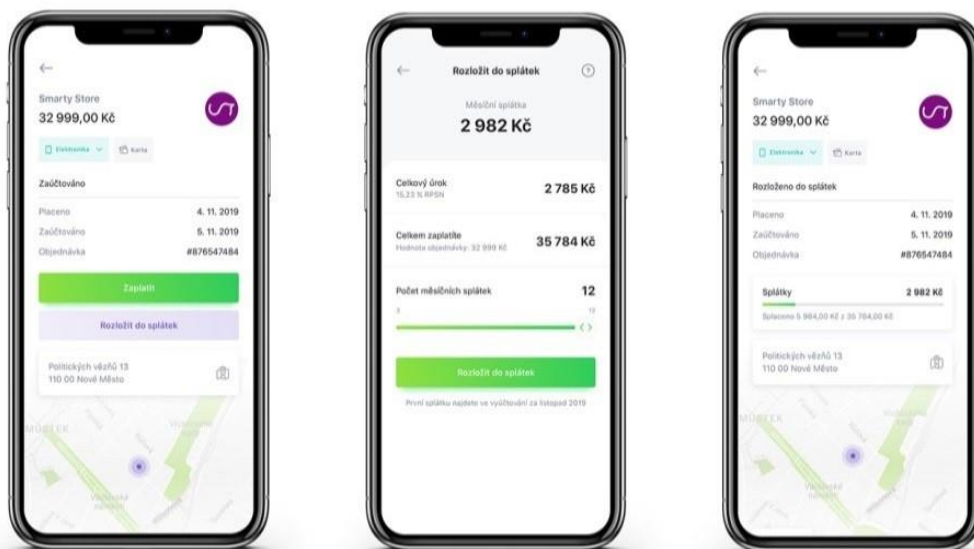 Smarty Store
32 999,00 Kč
Elektronika
Karta
Zaúčtováno
Placeno 4. 11. 2019
Zaúčtováno 5. 11. 2019
Objednávka #876547484
Zaplatit
Rozložit do splátek
Politických vězňů 13
110 00 Nové Město
MŮSTEK
Václavské
náměstí
Rozložit do splátek
Měsíční splátka
2 982 Kč
Celkový úrok 2 785 Kč
15,23 % RPSN
Celkem zaplatíte 35 784 Kč
Hodnota objednávky: 32 999 Kč
Počet měsíčních splátek 12
3 12
Rozložit do splátek
První splátku najdete ve vyúčtování za listopad 2019
Smarty Store
32 999,00 Kč
Elektronika
Karta
Rozloženo do splátek
Placeno 4. 11. 2019
Zaúčtováno 5. 11. 2019
Objednávka #876547484
Splátky 2 982 Kč
Splaceno 5 964,00 Kč z 35 784,00 Kč
Politických vězňů 13
110 00 Nové Město
MŮSTEK
Václavské
náměstí